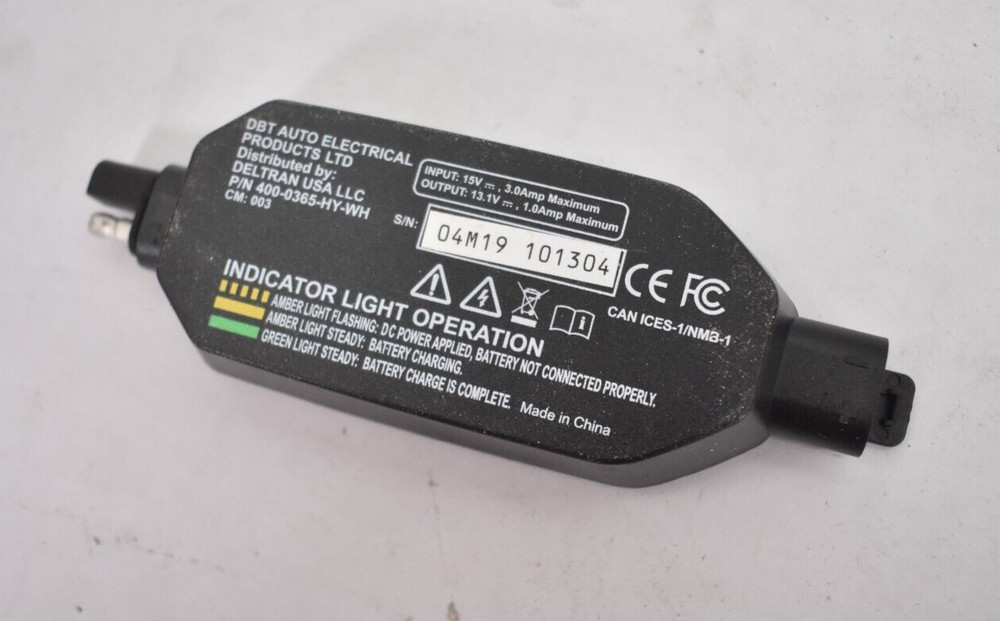 DBT AUTO ELECTRICAL
PRODUCTS LTD
Distributed by:
DELTRAN USA LLC
P/N 400-0365-HY-WH
CM: 003
INPUT: 15V ⎓, 3.0Amp Maximum
OUTPUT: 13.1V ⎓, 1.0Amp Maximum
S/N: 04M19 101304
CE FC
CAN ICES-1/NMB-1
INDICATOR LIGHT OPERATION
AMBER LIGHT FLASHING: DC POWER APPLIED, BATTERY NOT CONNECTED PROPERLY.
AMBER LIGHT STEADY: BATTERY CHARGING.
GREEN LIGHT STEADY: BATTERY CHARGE IS COMPLETE.
Made in China